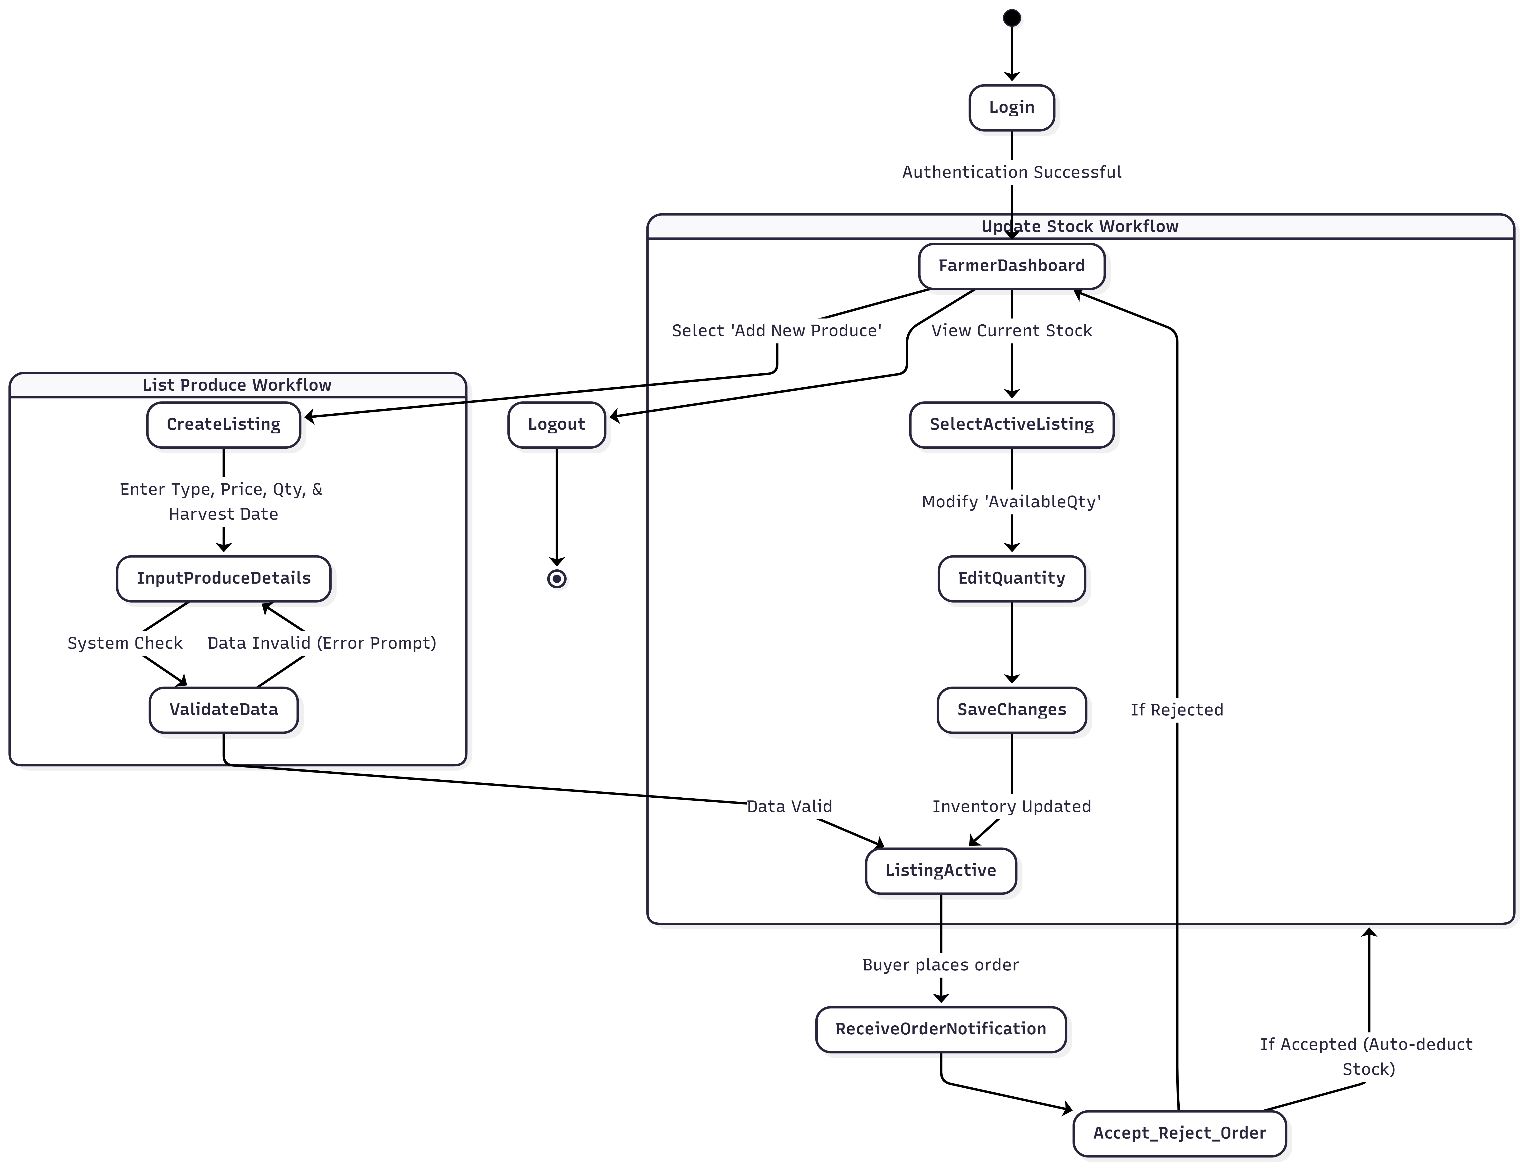 Login
Authentication Successful
Update Stock Workflow
FarmerDashboard
Select 'Add New Produce'
View Current Stock
List Produce Workflow
CreateListing
Logout
SelectActiveListing
Enter Type, Price, Qty, &
Harvest Date
Modify 'AvailableQty'
InputProduceDetails
EditQuantity
System Check
Data Invalid (Error Prompt)
ValidateData
SaveChanges
If Rejected
Data Valid
Inventory Updated
ListingActive
Buyer places order
ReceiveOrderNotification
If Accepted (Auto-deduct
Stock)
Accept_Reject_Order